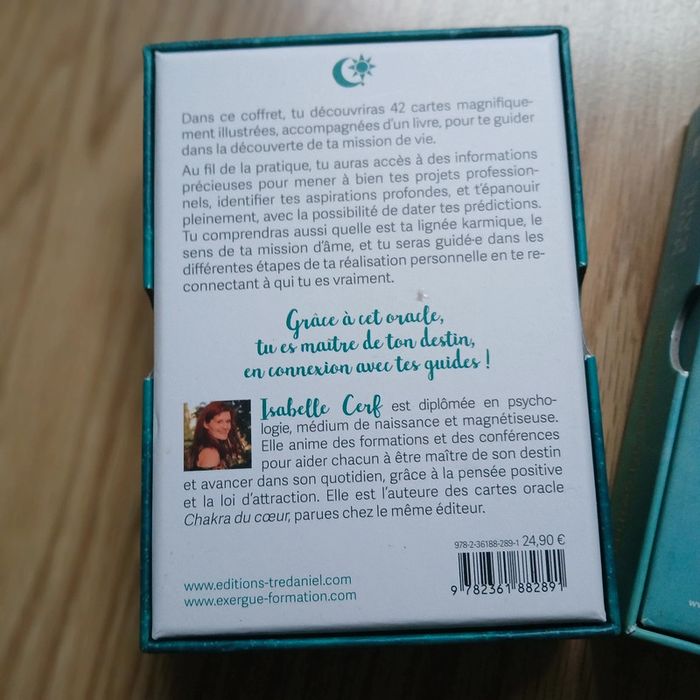 Dans ce coffret, tu découvriras 42 cartes magnifique-
ment illustrées, accompagnées d'un livre, pour te guider
dans la découverte de ta mission de vie.
Au fil de la pratique, tu auras accès à des informations
précieuses pour mener à bien tes projets profession-
nels, identifier tes aspirations profondes, et t'épanouir
pleinement, avec la possibilité de dater tes prédictions.
Tu comprendras aussi quelle est ta lignée karmique, le
sens de ta mission d'âme, et tu seras guidé·e dans les
différentes étapes de ta réalisation personnelle en te re-
connectant à qui tu es vraiment.
Grâce à cet oracle,
tu es maître de ton destin,
en connexion avec tes guides !
Isabelle Cerf est diplômée en psycho-
logie, médium de naissance et magnétiseuse.
Elle anime des formations et des conférences
pour aider chacun à être maître de son destin
et avancer dans son quotidien, grâce à la pensée positive
et la loi d'attraction. Elle est l'auteure des cartes oracle
Chakra du cœur, parues chez le même éditeur.
978-2-36188-289-1 24,90 €
9 782361 882891
www.editions-tredaniel.com
www.exergue-formation.com